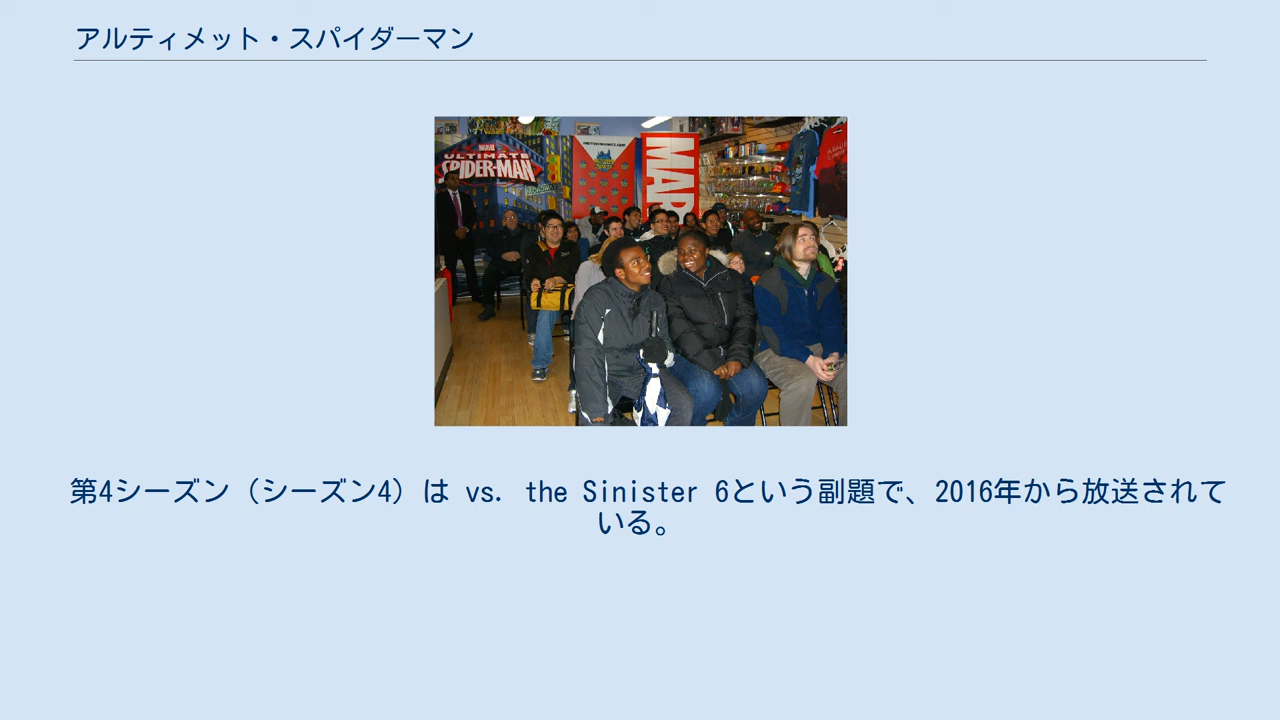 アルティメット・スパイダーマン
MARVEL
ULTIMATE
SPIDER-MAN
BROADWAY
MAR
第4シーズン（シーズン4）は vs. the Sinister 6という副題で、2016年から放送されて
いる。